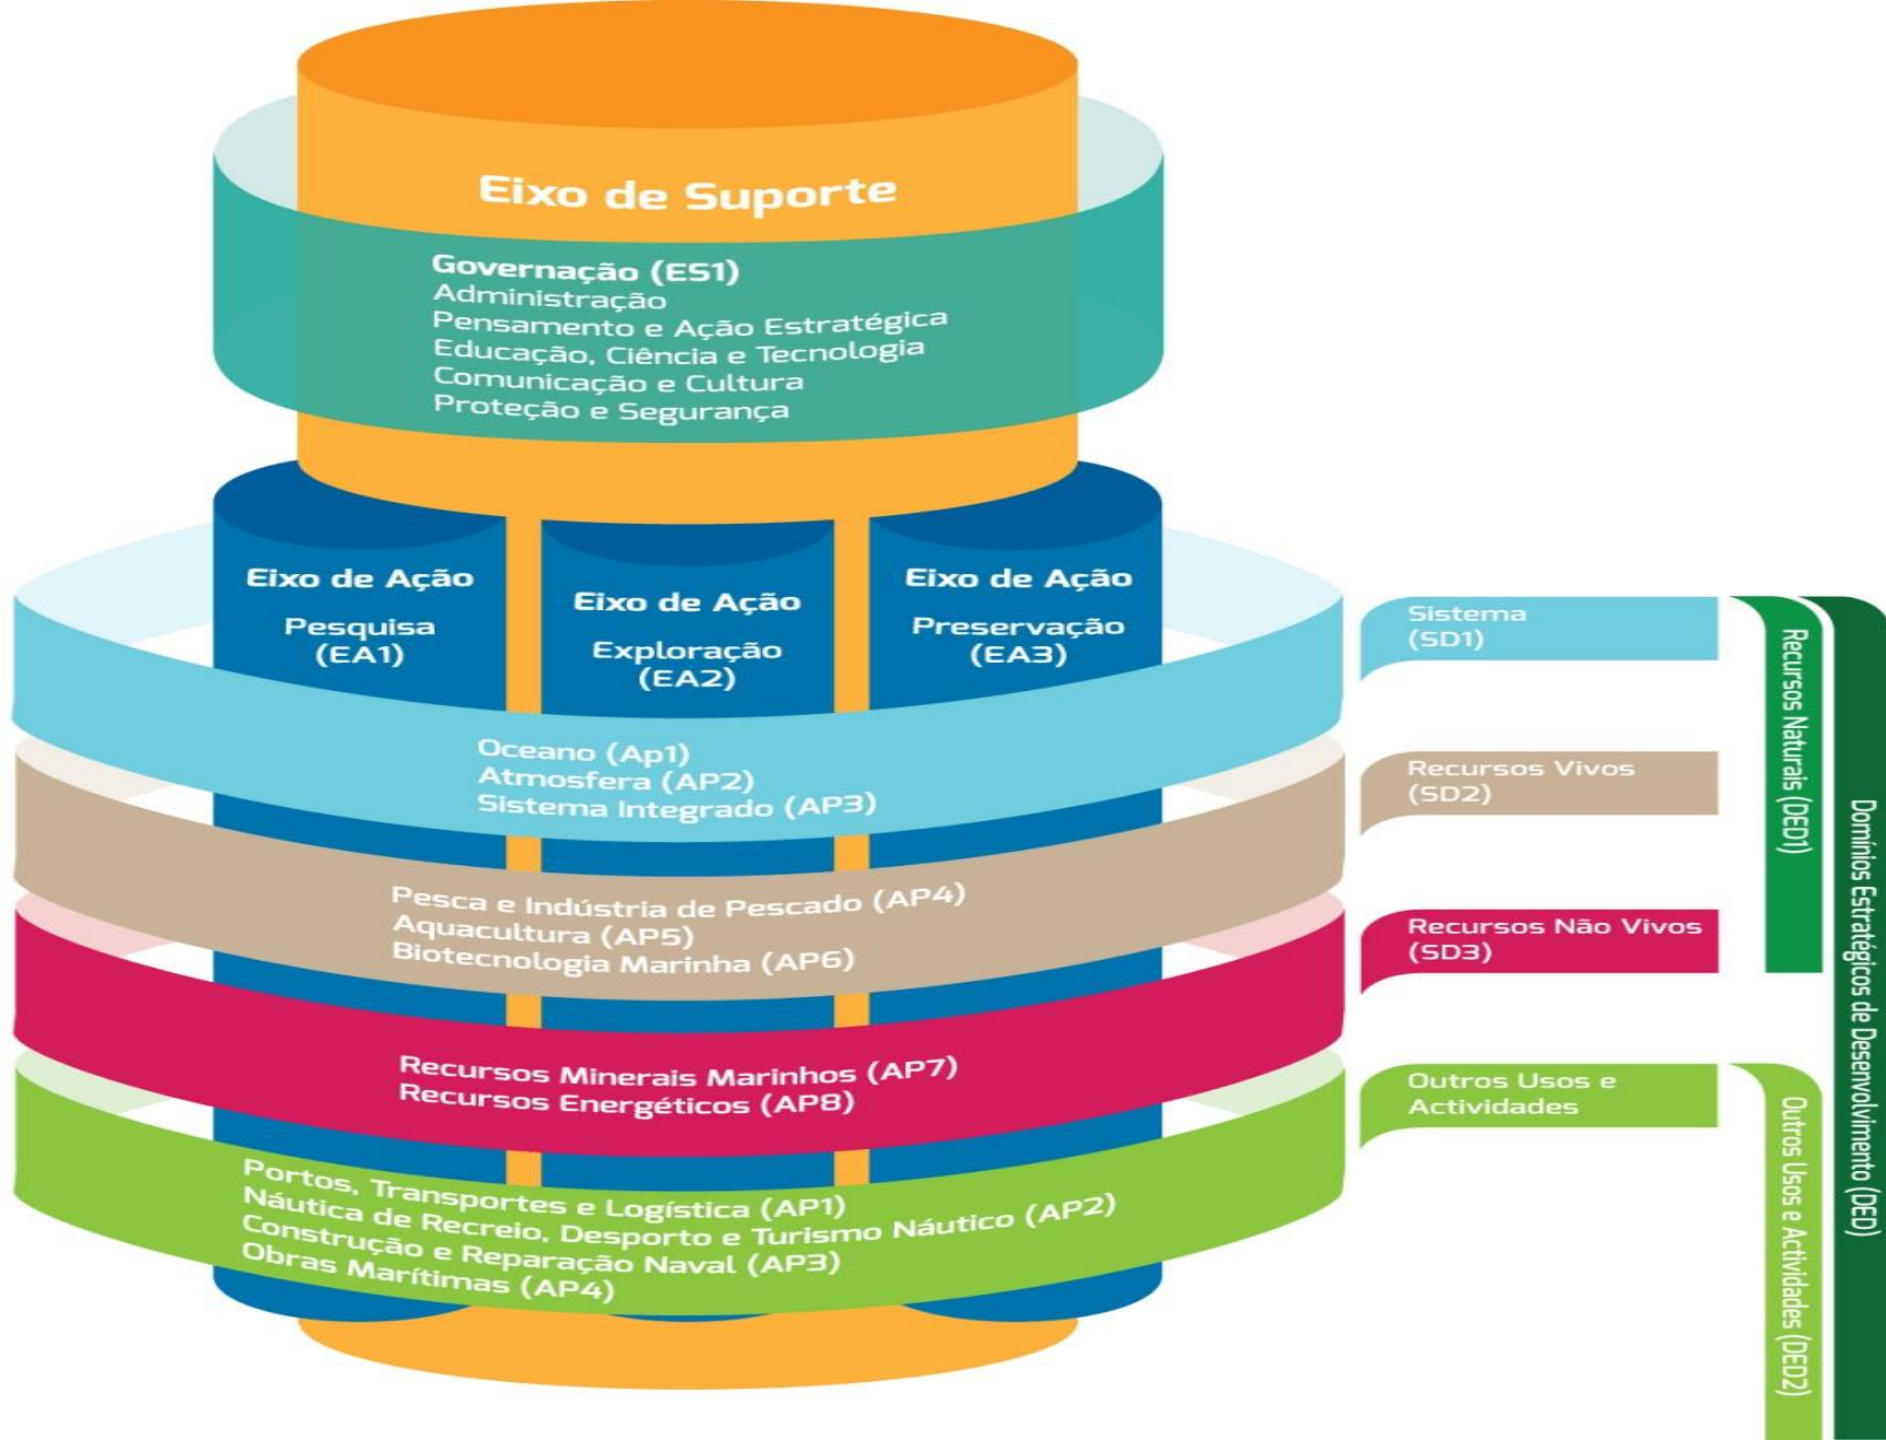 Eixo de Suporte
Governação (ES1)
Administração
Pensamento e Ação Estratégica
Educação, Ciência e Tecnologia
Comunicação e Cultura
Proteção e Segurança
Eixo de Ação
Pesquisa
(EA1)
Eixo de Ação
Exploração
(EA2)
Eixo de Ação
Preservação
(EA3)
Oceano (Ap1)
Atmosfera (AP2)
Sistema Integrado (AP3)
Pesca e Indústria de Pescado (AP4)
Aquacultura (AP5)
Biotecnologia Marinha (AP6)
Recursos Minerais Marinhos (AP7)
Recursos Energéticos (AP8)
Portos, Transportes e Logística (AP1)
Náutica de Recreio, Desporto e Turismo Náutico (AP2)
Construção e Reparação Naval (AP3)
Obras Marítimas (AP4)
Sistema
(SD1)
Recursos Vivos
(SD2)
Recursos Não Vivos
(SD3)
Outros Usos e
Actividades
Recursos Naturais (DED1)
Outros Usos e Actividades (DED2)
Domínios Estratégicos de Desenvolvimento (DED)